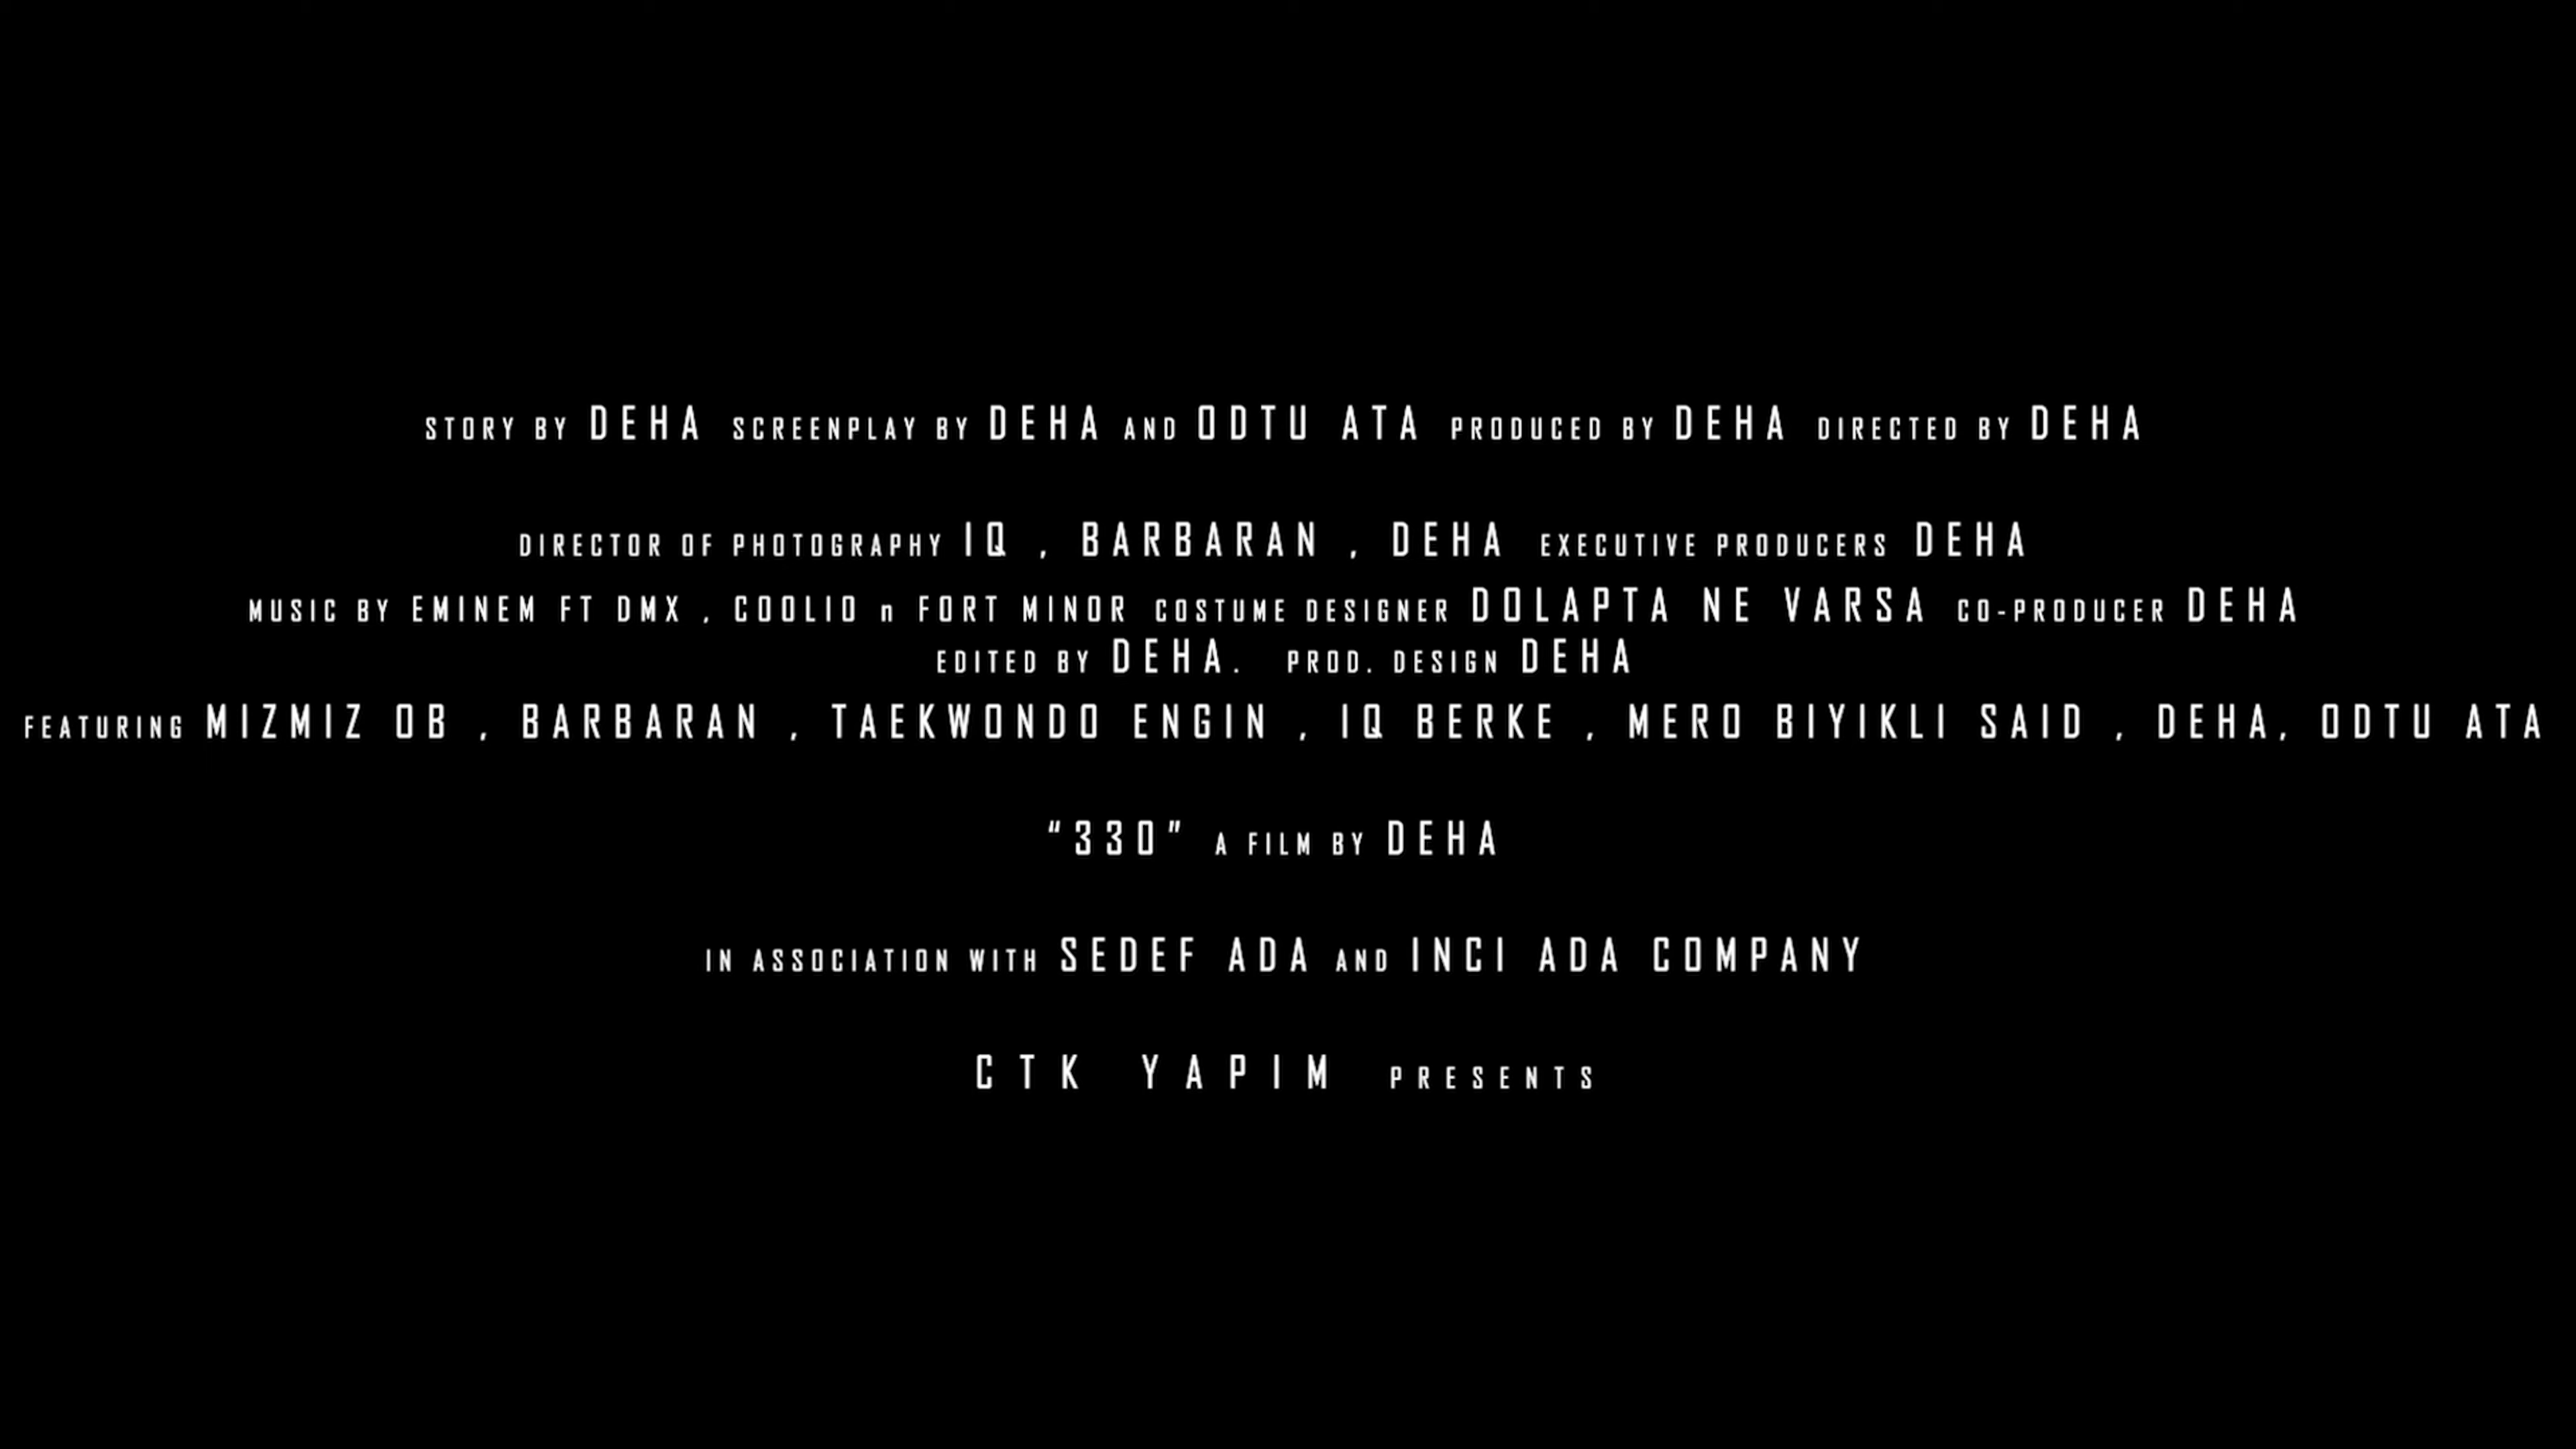 STORY BY DEHA SCREENPLAY BY DEHA AND ODTU ATA PRODUCED BY DEHA DIRECTED BY DEHA
DIRECTOR OF PHOTOGRAPHY IQ , BARBARAN , DEHA EXECUTIVE PRODUCERS DEHA
MUSIC BY EMINEM FT DMX , COOLIO n FORT MINOR COSTUME DESIGNER DOLAPTA NE VARSA CO-PRODUCER DEHA
EDITED BY DEHA. PROD. DESIGN DEHA
FEATURING MIZMIZ OB , BARBARAN , TAEKWONDO ENGIN , IQ BERKE , MERO BIYIKLI SAID , DEHA, ODTU ATA
“330” A FILM BY DEHA
IN ASSOCIATION WITH SEDEF ADA AND INCI ADA COMPANY
CTK YAPIM PRESENTS